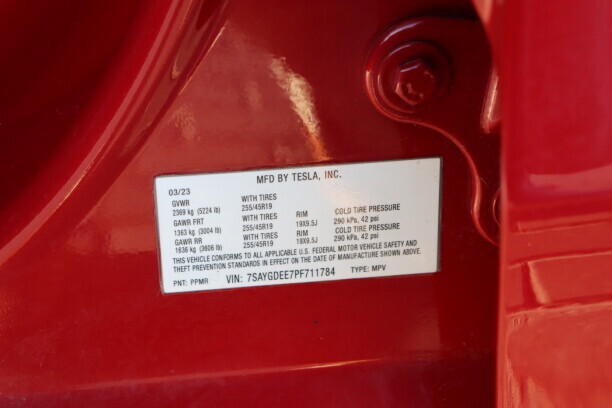 MFD BY TESLA, INC.
03/23
GVWR WITH TIRES
2369 kg (5224 lb) 255/45R19
GAWR FRT WITH TIRES RIM COLD TIRE PRESSURE
1363 kg (3004 lb) 255/45R19 19X9.5J 290 kPa, 42 psi
GAWR RR WITH TIRES RIM COLD TIRE PRESSURE
1636 kg (3606 lb) 255/45R19 19X9.5J 290 kPa, 42 psi
THIS VEHICLE CONFORMS TO ALL APPLICABLE U.S. FEDERAL MOTOR VEHICLE SAFETY AND
THEFT PREVENTION STANDARDS IN EFFECT ON THE DATE OF MANUFACTURE SHOWN ABOVE.
PNT: PPMR VIN: 7SAYGDEE7PF711784 TYPE: MPV